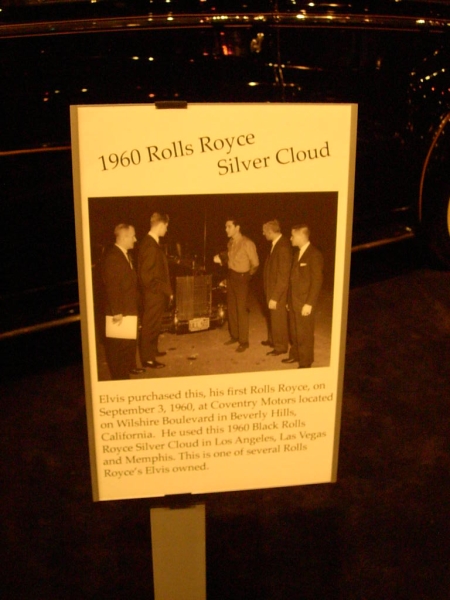 1960 Rolls Royce
Silver Cloud
Elvis purchased this, his first Rolls Royce, on
September 3, 1960, at Coventry Motors located
on Wilshire Boulevard in Beverly Hills,
California. He used this 1960 Black Rolls
Royce Silver Cloud in Los Angeles, Las Vegas
and Memphis. This is one of several Rolls
Royce's Elvis owned.